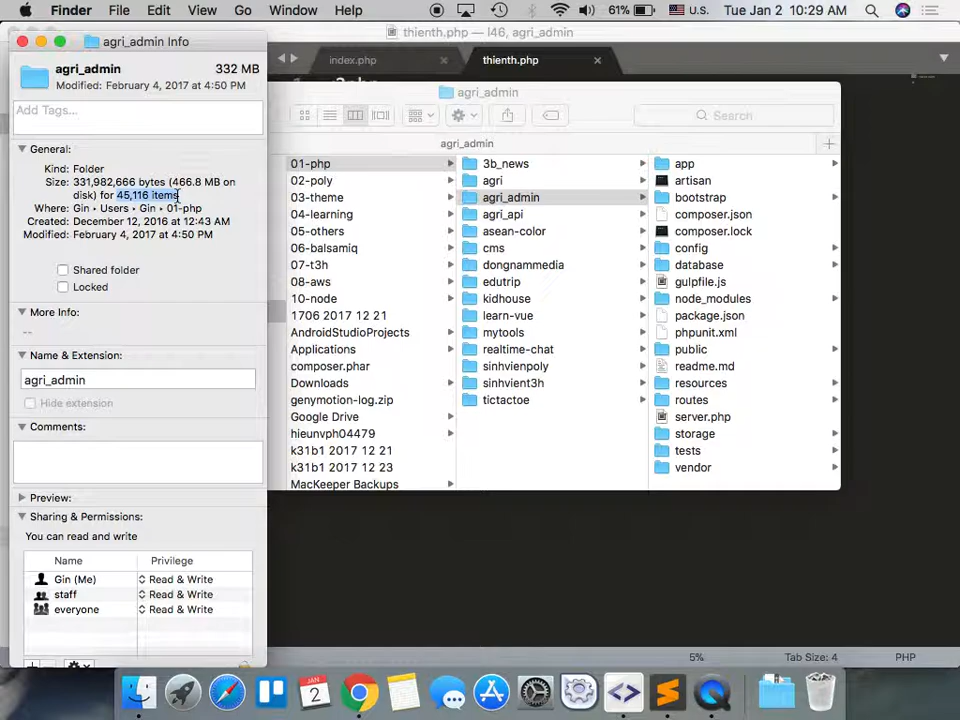 Finder File Edit View Go Window Help 61% U.S. Tue Jan 2 10:29 AM
agri_admin Info
agri_admin 332 MB
Modified: February 4, 2017 at 4:50 PM
Add Tags...
General:
Kind: Folder
Size: 331,982,666 bytes (466.8 MB on
disk) for 45,116 items
Where: Gin ▸ Users ▸ Gin ▸ 01-php
Created: December 12, 2016 at 12:43 AM
Modified: February 4, 2017 at 4:50 PM
Shared folder
Locked
More Info:
--
Name & Extension:
agri_admin
Hide extension
Comments:
Preview:
Sharing & Permissions:
You can read and write
Name Privilege
Gin (Me) Read & Write
staff Read & Write
everyone Read & Write
thienth.php — l46, agri_admin
index.php thienth.php
agri_admin
Search
agri_admin
01-php
02-poly
03-theme
04-learning
05-others
06-balsamiq
07-t3h
08-aws
10-node
1706 2017 12 21
AndroidStudioProjects
Applications
composer.phar
Downloads
genymotion-log.zip
Google Drive
hieunvph04479
k31b1 2017 12 21
k31b1 2017 12 23
MacKeeper Backups
3b_news
agri
agri_admin
agri_api
asean-color
cms
dongnammedia
edutrip
kidhouse
learn-vue
mytools
realtime-chat
sinhvienpoly
sinhvient3h
tictactoe
app
artisan
bootstrap
composer.json
composer.lock
config
database
gulpfile.js
node_modules
package.json
phpunit.xml
public
readme.md
resources
routes
server.php
storage
tests
vendor
5% Tab Size: 4 PHP
JAN
2